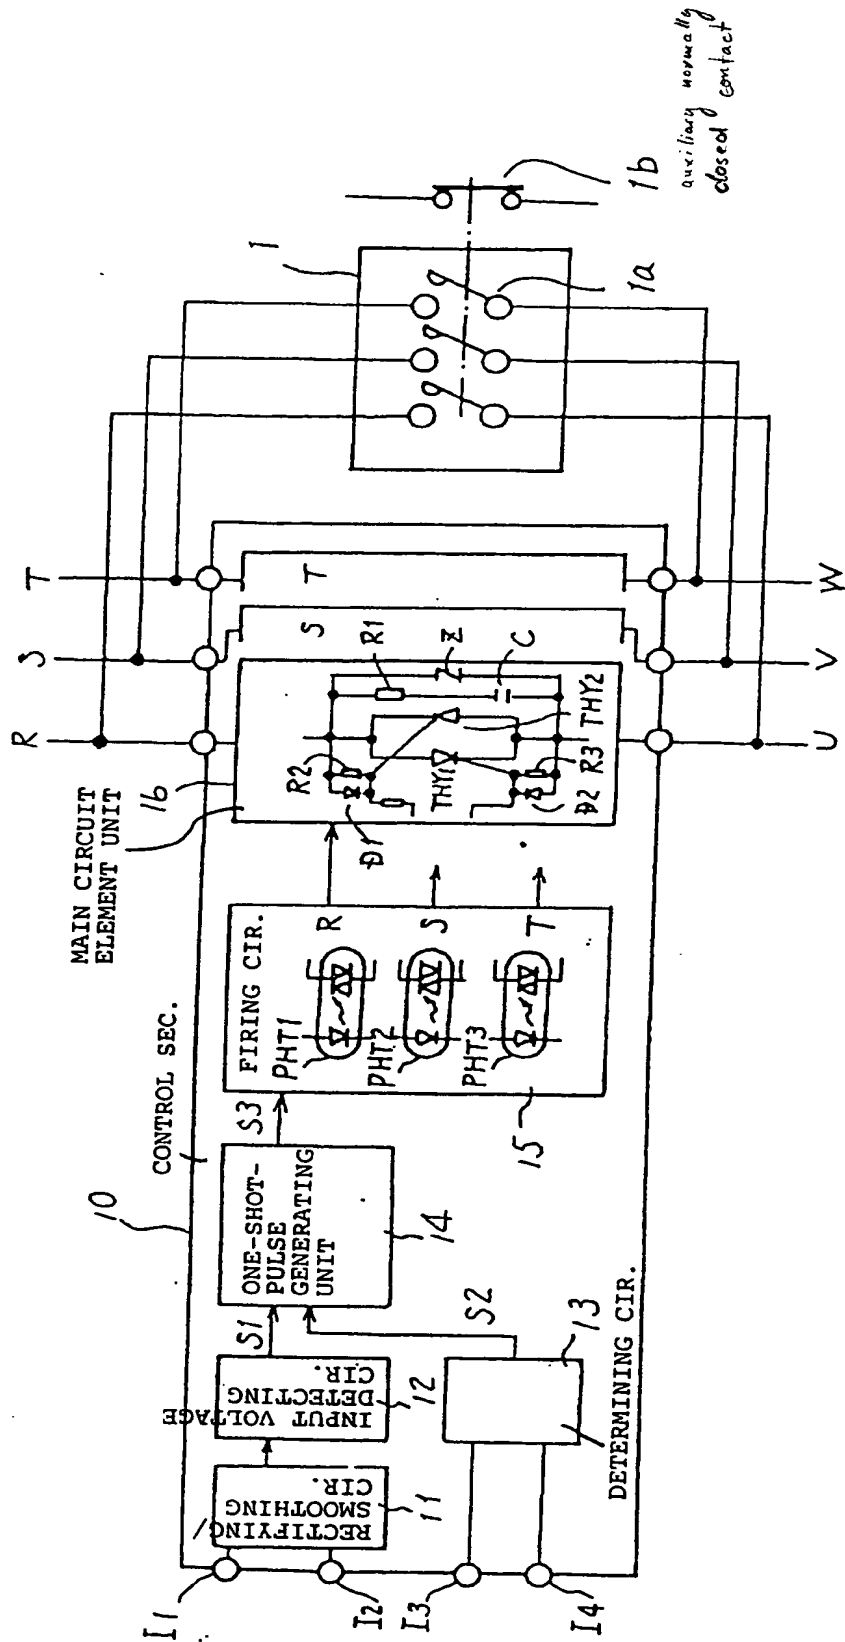 I1
I2
I3
I4
RECTIFYING/
SMOOTHING
CIR.
11
INPUT VOLTAGE
DETECTING
CIR.
12
S1
DETERMINING CIR.
13
S2
10
CONTROL SEC.
ONE-SHOT-
PULSE
GENERATING
UNIT
14
S3
FIRING CIR.
PHT1
R
PHT2
S
PHT3
T
15
MAIN CIRCUIT
ELEMENT UNIT
16
R2
R1
D1
THY1
Z
C
THY2
R3
D2
S
T
R
S
T
U
V
W
1
1a
1b
auxiliary normally
closed contact